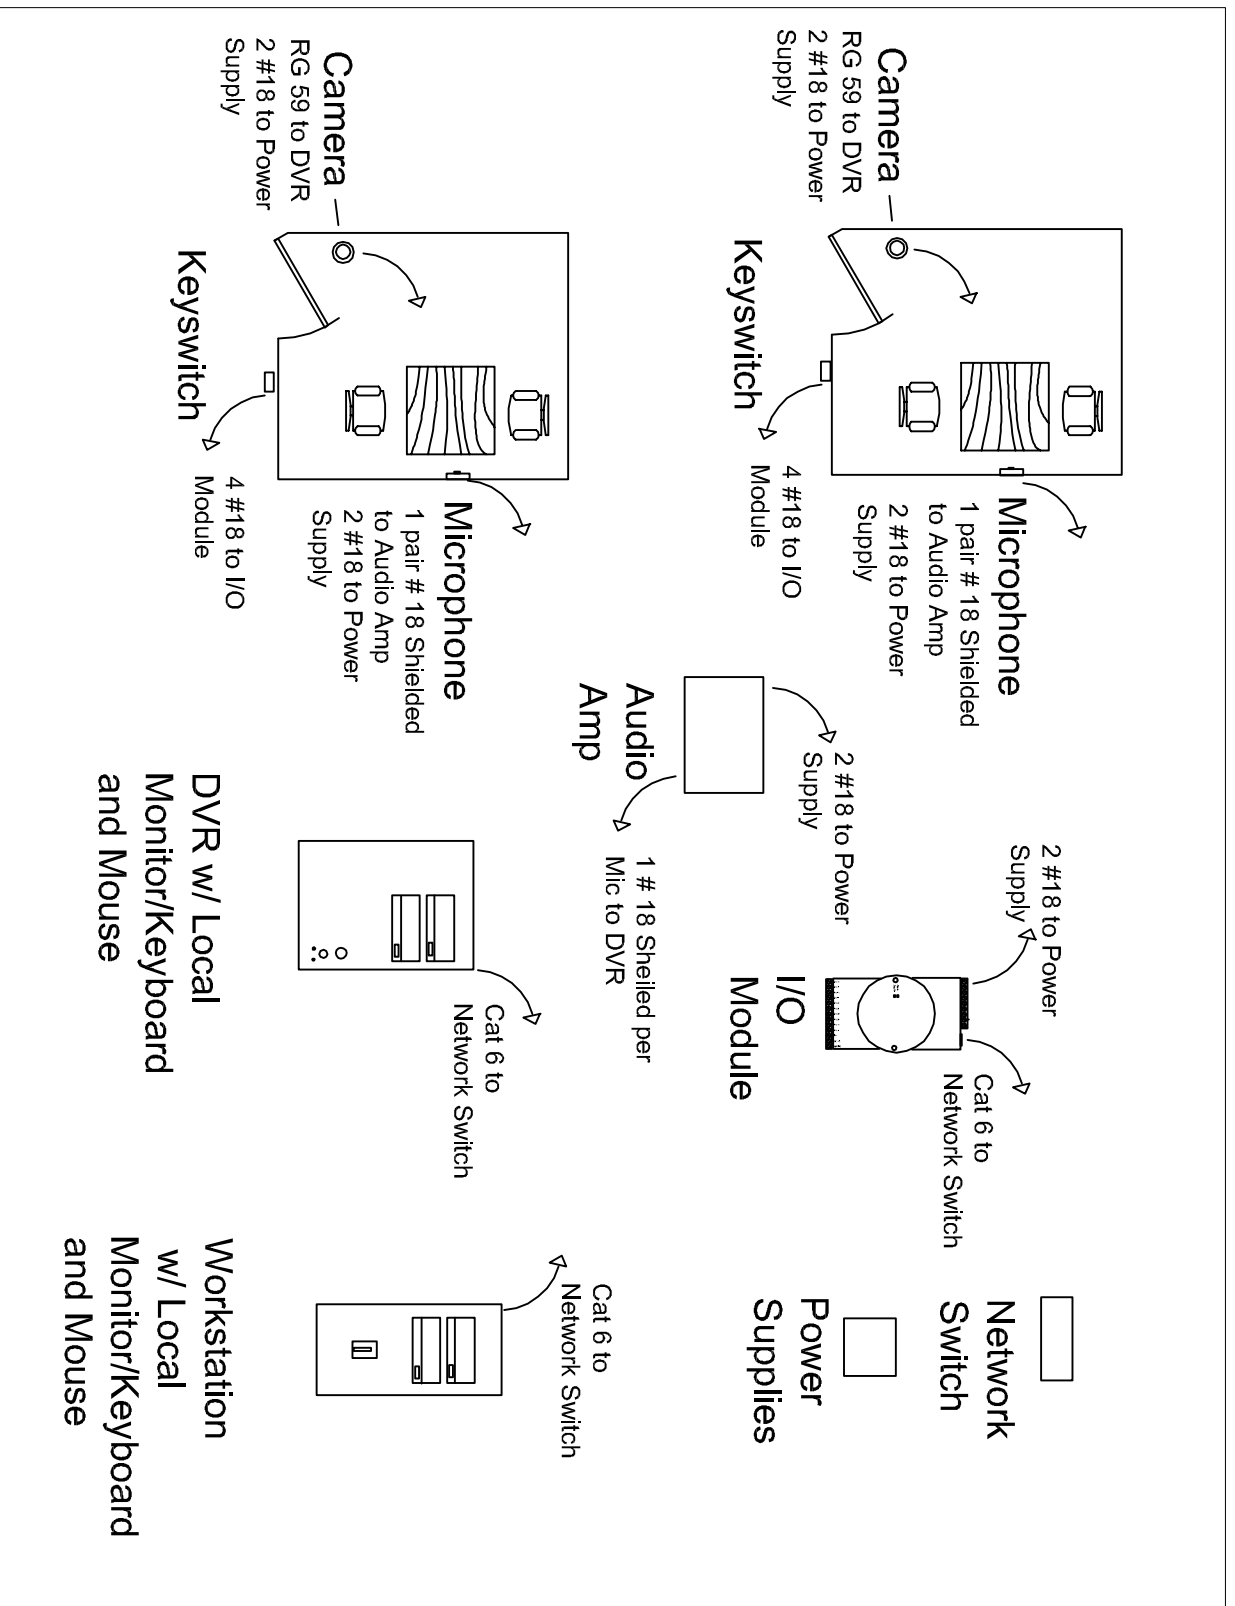 Camera
RG 59 to DVR
2 #18 to Power
Supply
Keyswitch
4 #18 to I/O
Module
Microphone
1 pair # 18 Shielded
to Audio Amp
2 #18 to Power
Supply
Camera
RG 59 to DVR
2 #18 to Power
Supply
Keyswitch
4 #18 to I/O
Module
Microphone
1 pair # 18 Shielded
to Audio Amp
2 #18 to Power
Supply
2 #18 to Power
Supply
Audio
Amp
1 # 18 Sheiled per
Mic to DVR
2 #18 to Power
Supply
I/O
Module
Cat 6 to
Network Switch
DVR w/ Local
Monitor/Keyboard
and Mouse
Cat 6 to
Network Switch
Network
Switch
Power
Supplies
Cat 6 to
Network Switch
Workstation
w/ Local
Monitor/Keyboard
and Mouse